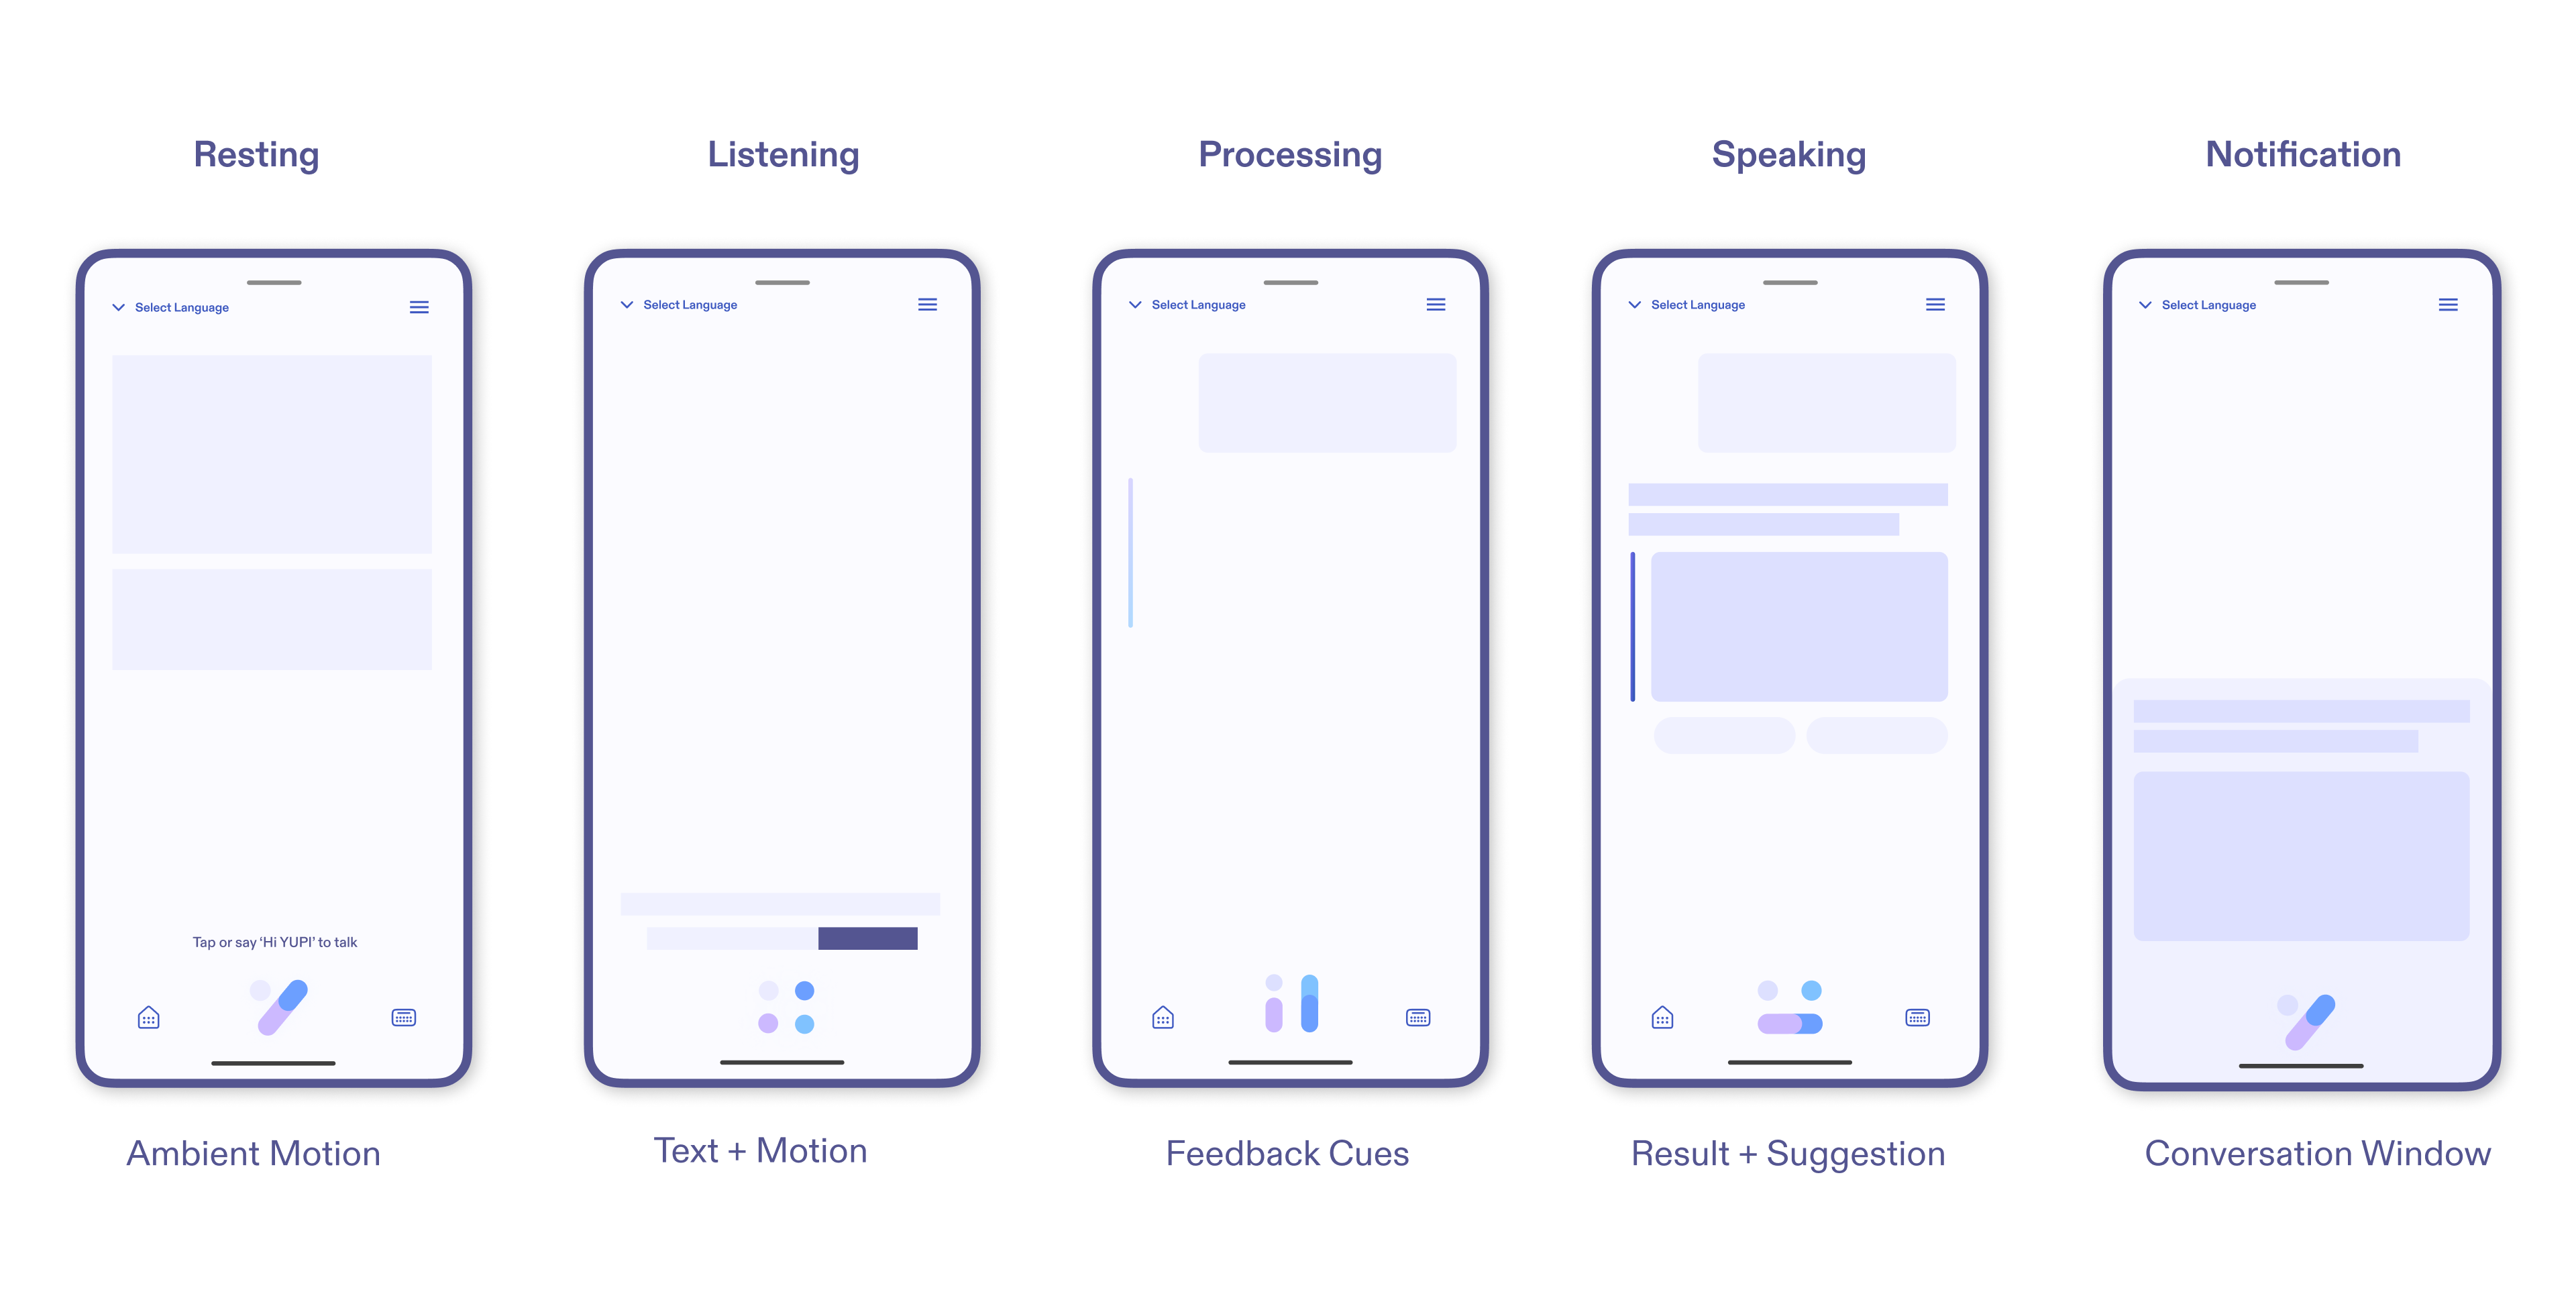 Resting
Listening
Processing
Speaking
Notification
Select Language
Select Language
Select Language
Select Language
Select Language
Tap or say ‘Hi YUPI’ to talk
Ambient Motion
Text + Motion
Feedback Cues
Result + Suggestion
Conversation Window